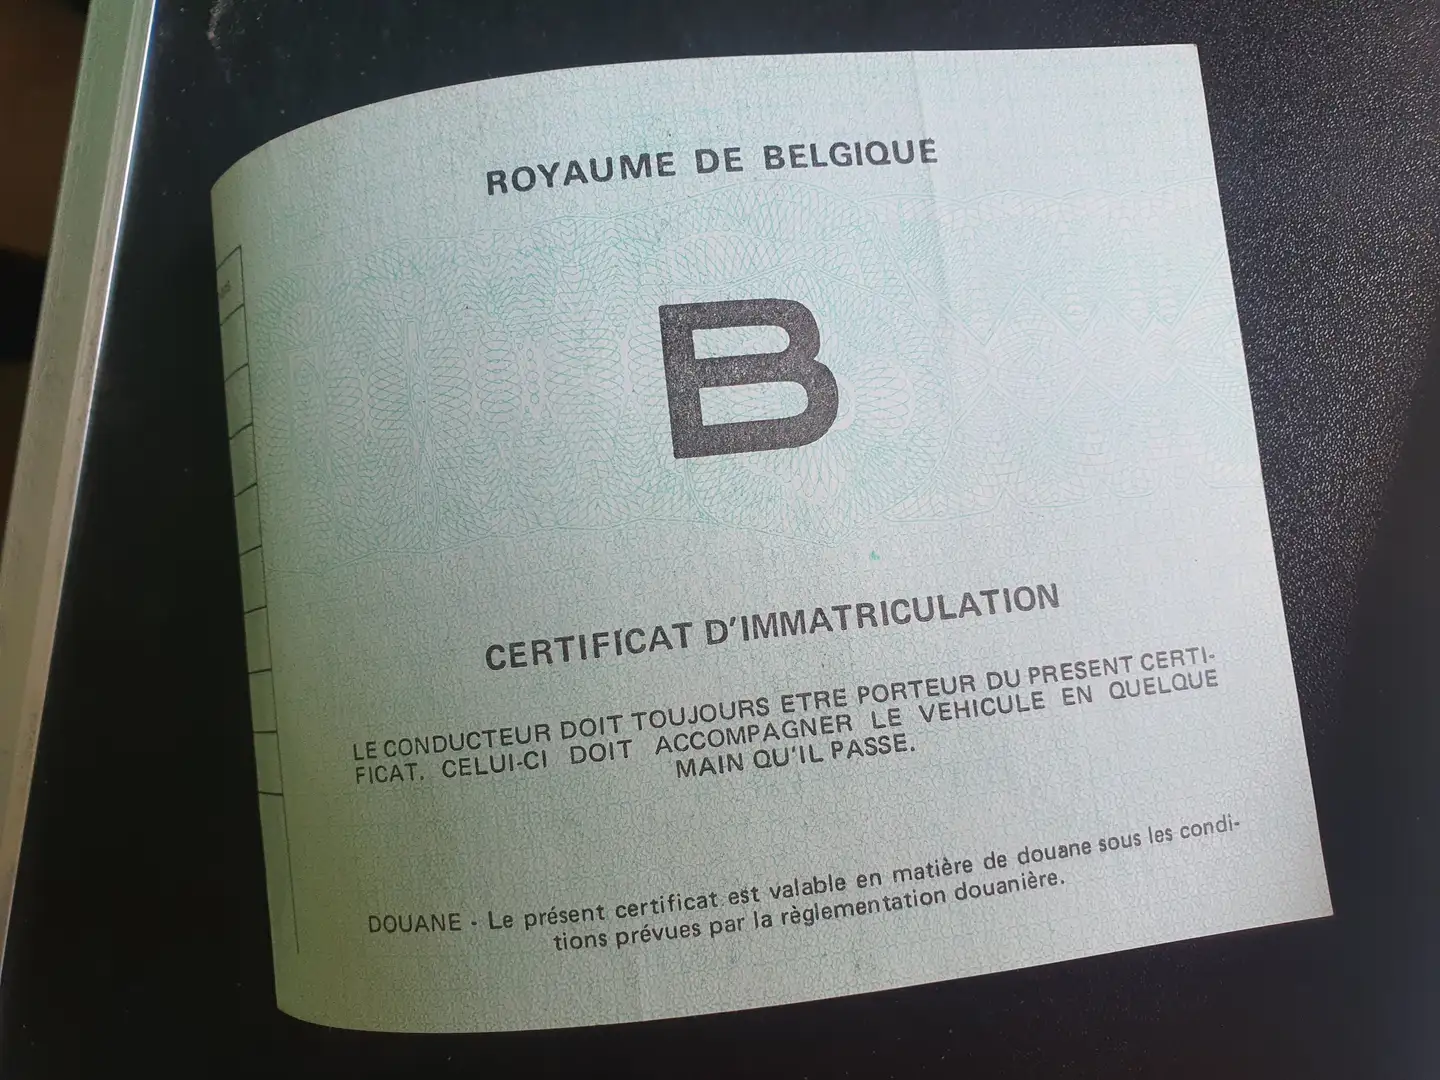 ROYAUME DE BELGIQUE
B
CERTIFICAT D'IMMATRICULATION
LE CONDUCTEUR DOIT TOUJOURS ETRE PORTEUR DU PRESENT CERTI-
FICAT. CELUI-CI DOIT ACCOMPAGNER LE VEHICULE EN QUELQUE
MAIN QU'IL PASSE.
DOUANE - Le présent certificat est valable en matière de douane sous les condi-
tions prévues par la règlementation douanière.